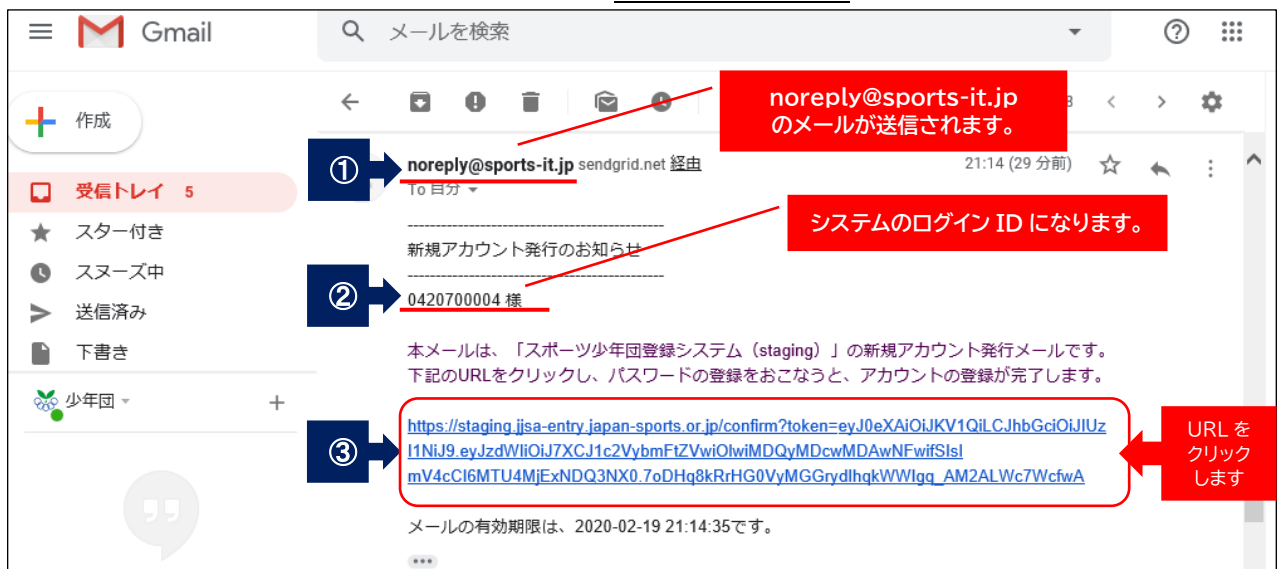 Gmail
メールを検索
作成
noreply@sports-it.jp
のメールが送信されます。
①
noreply@sports-it.jp sendgrid.net 経由
21:14 (29 分前)
To 自分
受信トレイ 5
スター付き
スヌーズ中
送信済み
下書き
少年団
システムのログイン ID になります。
----------------------------------------------------
新規アカウント発行のお知らせ
----------------------------------------------------
②
0420700004 様
本メールは、「スポーツ少年団登録システム（staging）」の新規アカウント発行メールです。
下記のURLをクリックし、パスワードの登録をおこなうと、アカウントの登録が完了します。
③
https://staging.jjsa-entry.japan-sports.or.jp/confirm?token=eyJ0eXAiOiJKV1QiLCJhbGciOiJIUz
I1NiJ9.eyJzdWIiOiJ7XCJ1c2VybmFtZVwiOlwiMDQyMDcwMDAwNFwifSIsI
mV4cCI6MTU4MjExNDQ3NX0.7oDHq8kRrHG0VyMGGrydIhqkWWIgq_AM2ALWc7WcfwA
URL を
クリック
します
メールの有効期限は、2020-02-19 21:14:35です。